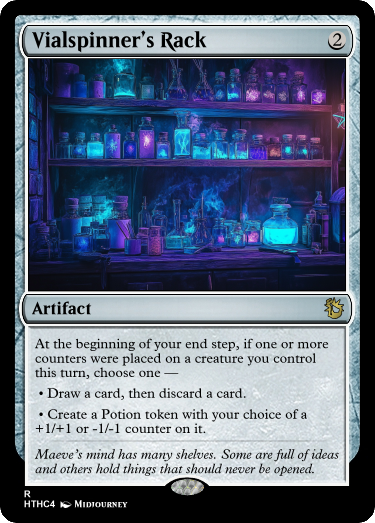 Vialspinner's Rack 2
Artifact
At the beginning of your end step, if one or more
counters were placed on a creature you control
this turn, choose one —
• Draw a card, then discard a card.
• Create a Potion token with your choice of a
+1/+1 or -1/-1 counter on it.
Maeve's mind has many shelves. Some are full of ideas
and others hold things that should never be opened.
R
HTHC4 Midjourney